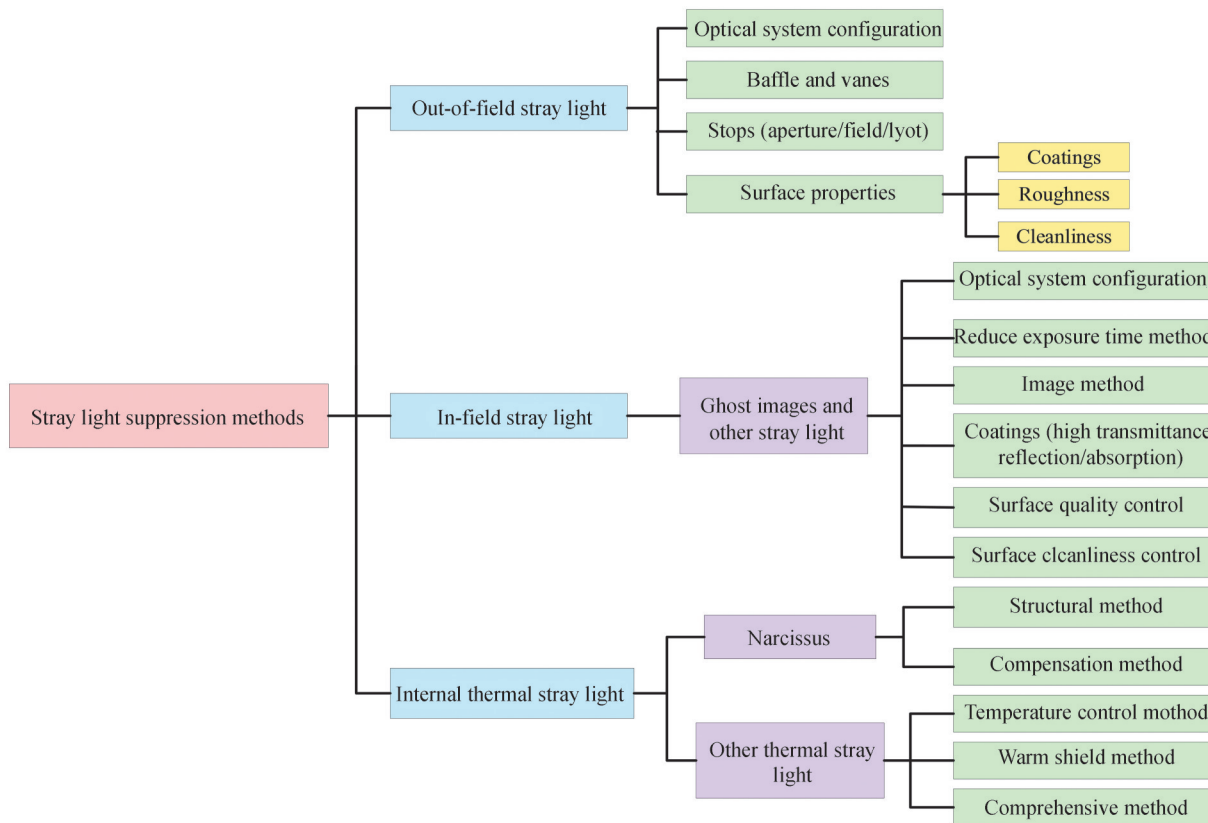 Stray light suppression methods
Out-of-field stray light
Optical system configuration
Baffle and vanes
Stops (aperture/field/lyot)
Surface properties
Coatings
Roughness
Cleanliness
In-field stray light
Ghost images and
other stray light
Optical system configuration
Reduce exposure time method
Image method
Coatings (high transmittance
reflection/absorption)
Surface quality control
Surface clcanliness control
Internal thermal stray light
Narcissus
Structural method
Compensation method
Other thermal stray
light
Temperature control mothod
Warm shield method
Comprehensive method